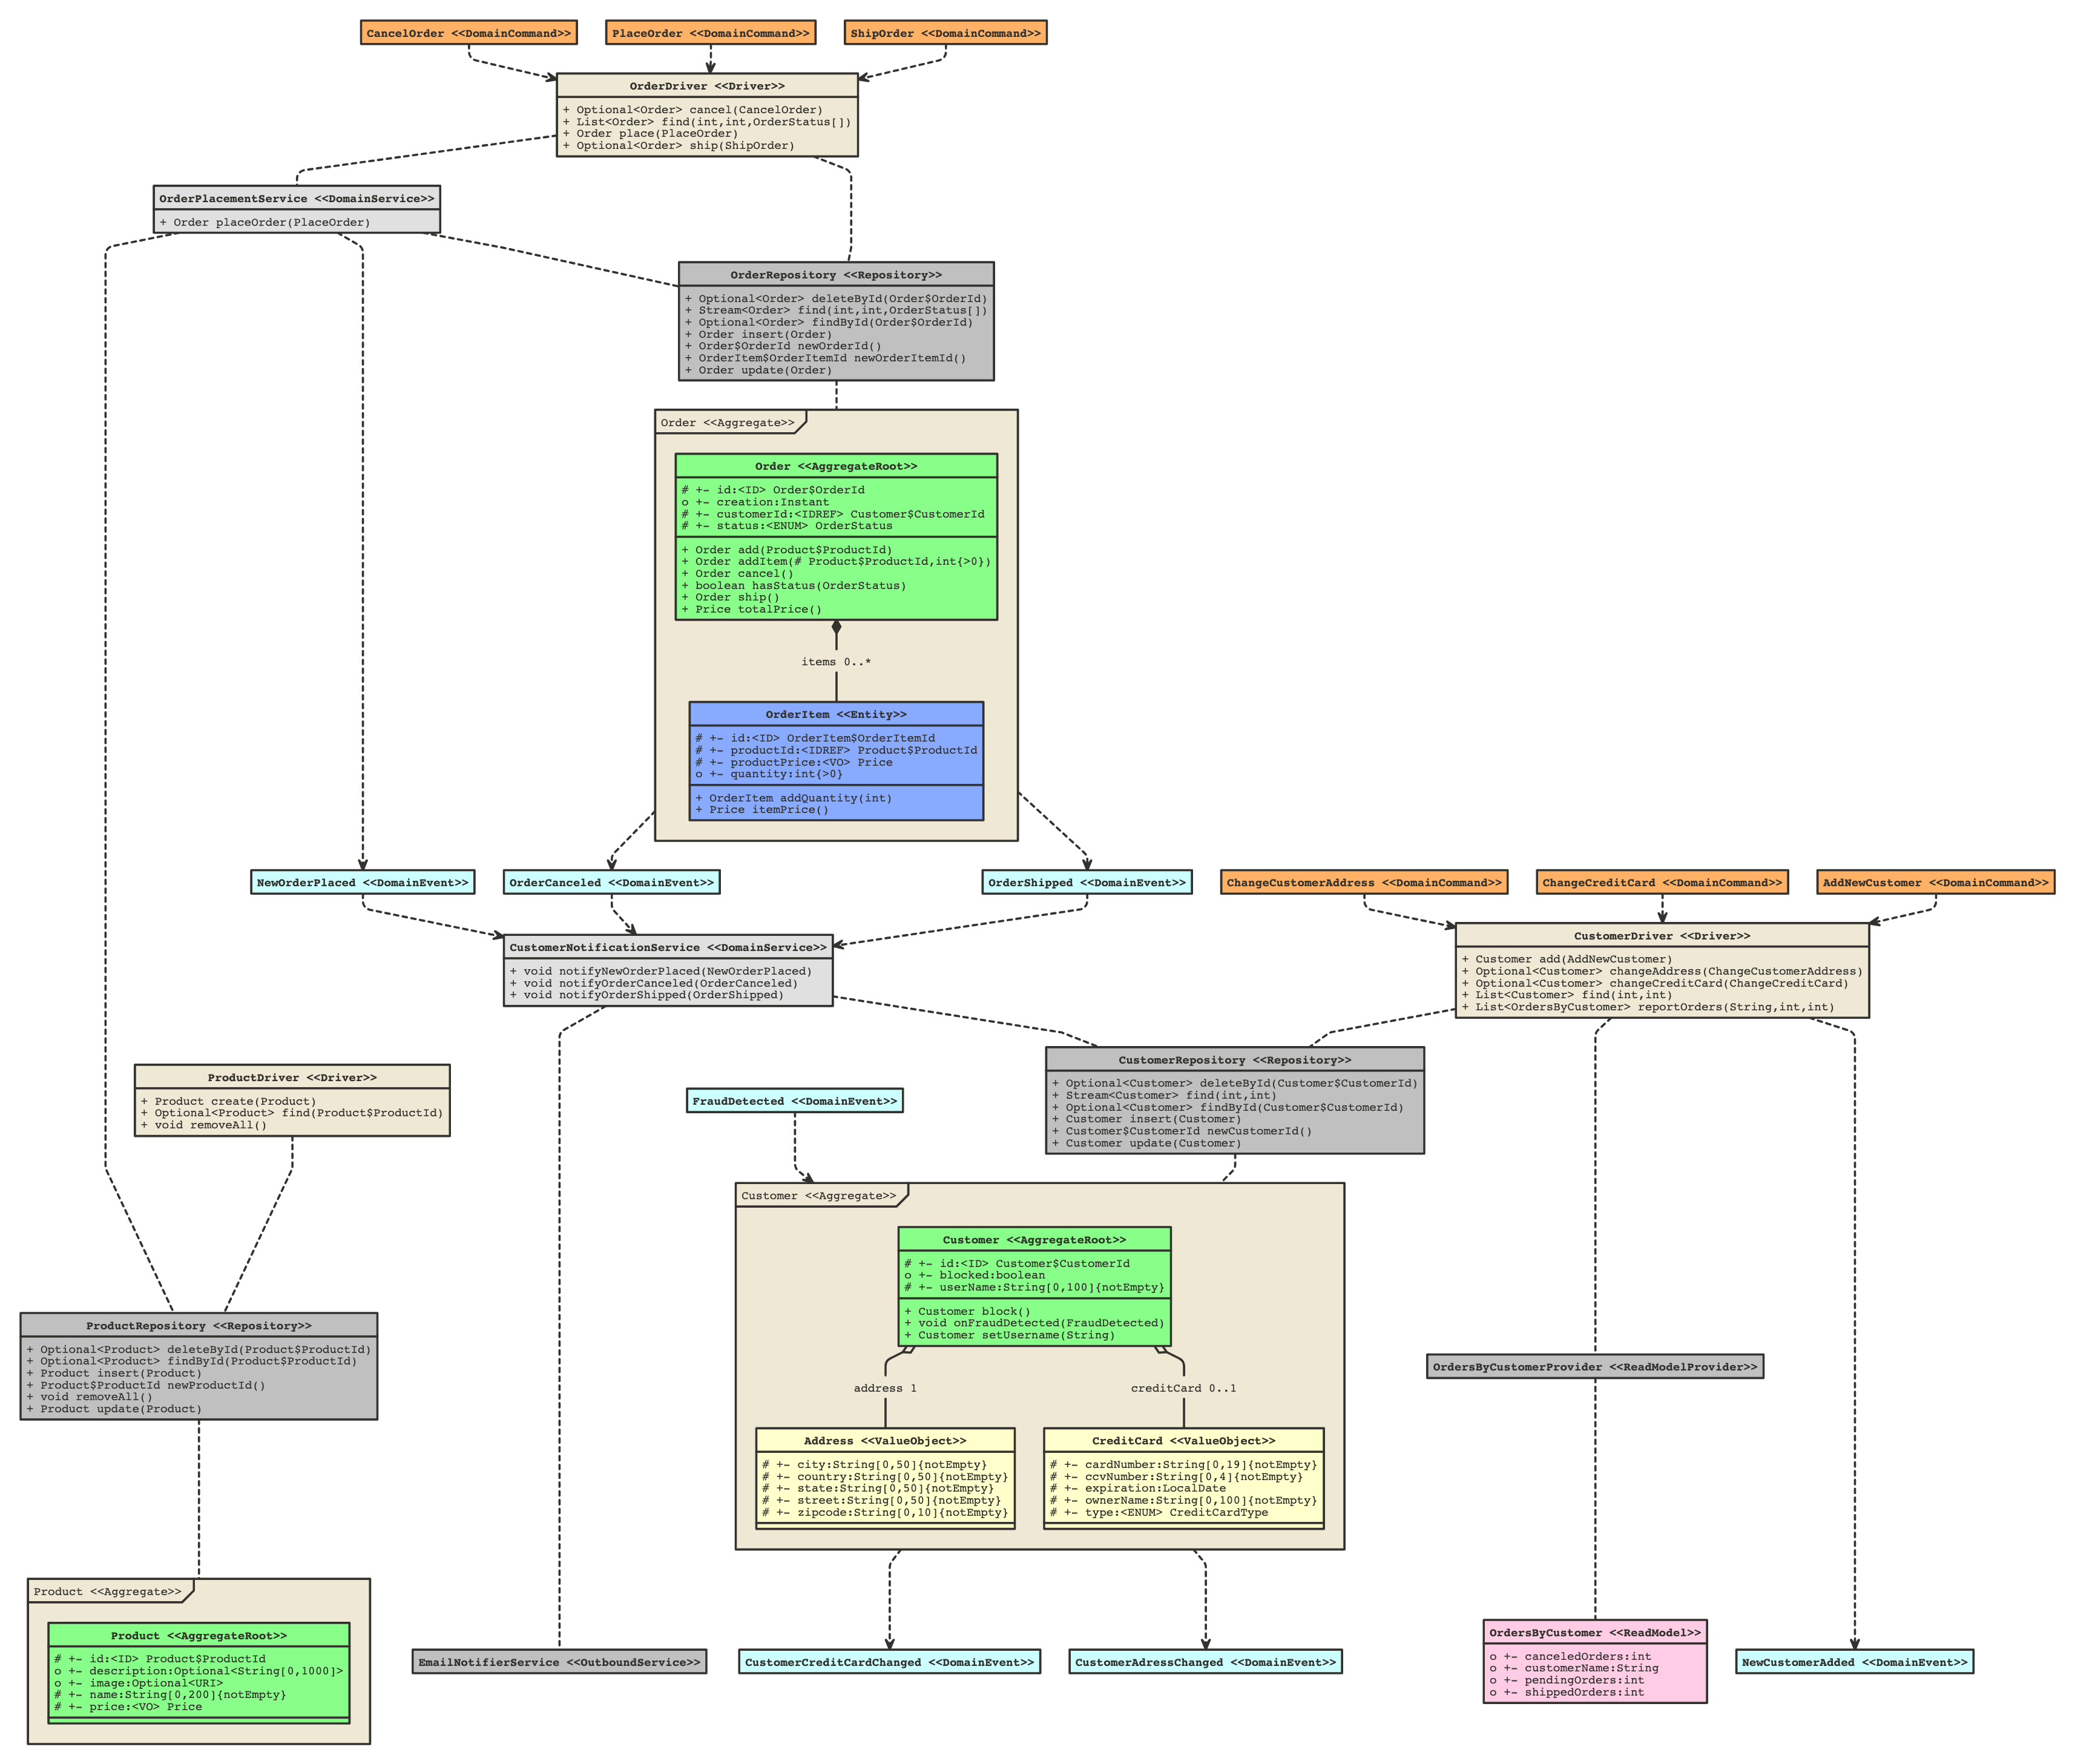 CancelOrder <<DomainCommand>>
PlaceOrder <<DomainCommand>>
ShipOrder <<DomainCommand>>
OrderDriver <<Driver>>
+ Optional<Order> cancel(CancelOrder)
+ List<Order> find(int,int,OrderStatus[])
+ Order place(PlaceOrder)
+ Optional<Order> ship(ShipOrder)
OrderPlacementService <<DomainService>>
+ Order placeOrder(PlaceOrder)
OrderRepository <<Repository>>
+ Optional<Order> deleteById(Order$OrderId)
+ Stream<Order> find(int,int,OrderStatus[])
+ Optional<Order> findById(Order$OrderId)
+ Order insert(Order)
+ Order$OrderId newOrderId()
+ OrderItem$OrderItemId newOrderItemId()
+ Order update(Order)
Order <<Aggregate>>
Order <<AggregateRoot>>
# +- id:<ID> Order$OrderId
o +- creation:Instant
# +- customerId:<IDREF> Customer$CustomerId
# +- status:<ENUM> OrderStatus
+ Order add(Product$ProductId)
+ Order addItem(# Product$ProductId,int{>0})
+ Order cancel()
+ boolean hasStatus(OrderStatus)
+ Order ship()
+ Price totalPrice()
items 0..*
OrderItem <<Entity>>
# +- id:<ID> OrderItem$OrderItemId
# +- productId:<IDREF> Product$ProductId
# +- productPrice:<VO> Price
o +- quantity:int{>0}
+ OrderItem addQuantity(int)
+ Price itemPrice()
NewOrderPlaced <<DomainEvent>>
OrderCanceled <<DomainEvent>>
OrderShipped <<DomainEvent>>
ChangeCustomerAddress <<DomainCommand>>
ChangeCreditCard <<DomainCommand>>
AddNewCustomer <<DomainCommand>>
CustomerNotificationService <<DomainService>>
+ void notifyNewOrderPlaced(NewOrderPlaced)
+ void notifyOrderCanceled(OrderCanceled)
+ void notifyOrderShipped(OrderShipped)
CustomerDriver <<Driver>>
+ Customer add(AddNewCustomer)
+ Optional<Customer> changeAddress(ChangeCustomerAddress)
+ Optional<Customer> changeCreditCard(ChangeCreditCard)
+ List<Customer> find(int,int)
+ List<OrdersByCustomer> reportOrders(String,int,int)
ProductDriver <<Driver>>
+ Product create(Product)
+ Optional<Product> find(Product$ProductId)
+ void removeAll()
FraudDetected <<DomainEvent>>
CustomerRepository <<Repository>>
+ Optional<Customer> deleteById(Customer$CustomerId)
+ Stream<Customer> find(int,int)
+ Optional<Customer> findById(Customer$CustomerId)
+ Customer insert(Customer)
+ Customer$CustomerId newCustomerId()
+ Customer update(Customer)
Customer <<Aggregate>>
Customer <<AggregateRoot>>
# +- id:<ID> Customer$CustomerId
o +- blocked:boolean
# +- userName:String[0,100]{notEmpty}
+ Customer block()
+ void onFraudDetected(FraudDetected)
+ Customer setUsername(String)
address 1
creditCard 0..1
Address <<ValueObject>>
# +- city:String[0,50]{notEmpty}
# +- country:String[0,50]{notEmpty}
# +- state:String[0,50]{notEmpty}
# +- street:String[0,50]{notEmpty}
# +- zipcode:String[0,10]{notEmpty}
CreditCard <<ValueObject>>
# +- cardNumber:String[0,19]{notEmpty}
# +- ccvNumber:String[0,4]{notEmpty}
# +- expiration:LocalDate
# +- ownerName:String[0,100]{notEmpty}
# +- type:<ENUM> CreditCardType
ProductRepository <<Repository>>
+ Optional<Product> deleteById(Product$ProductId)
+ Optional<Product> findById(Product$ProductId)
+ Product insert(Product)
+ Product$ProductId newProductId()
+ void removeAll()
+ Product update(Product)
OrdersByCustomerProvider <<ReadModelProvider>>
Product <<Aggregate>>
Product <<AggregateRoot>>
# +- id:<ID> Product$ProductId
o +- description:Optional<String[0,1000]>
o +- image:Optional<URI>
# +- name:String[0,200]{notEmpty}
# +- price:<VO> Price
EmailNotifierService <<OutboundService>>
CustomerCreditCardChanged <<DomainEvent>>
CustomerAdressChanged <<DomainEvent>>
OrdersByCustomer <<ReadModel>>
o +- canceledOrders:int
o +- customerName:String
o +- pendingOrders:int
o +- shippedOrders:int
NewCustomerAdded <<DomainEvent>>